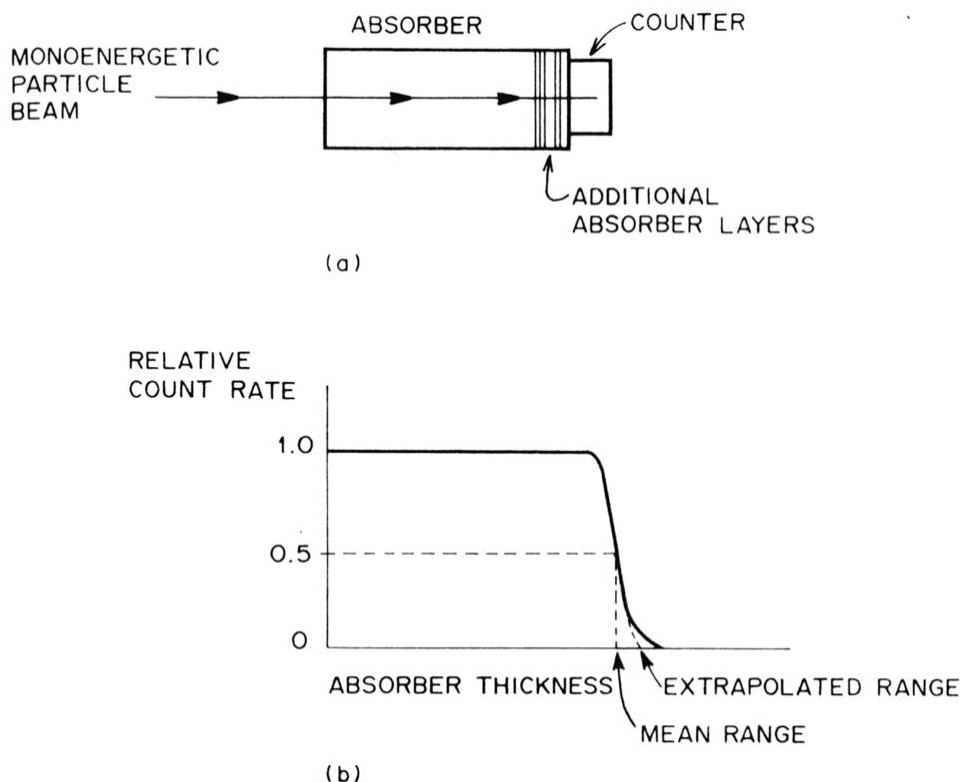 ABSORBER
COUNTER
MONOENERGETIC
PARTICLE
BEAM
ADDITIONAL
ABSORBER LAYERS
(a)
RELATIVE
COUNT RATE
1.0
0.5
0
ABSORBER THICKNESS
EXTRAPOLATED RANGE
MEAN RANGE
(b)